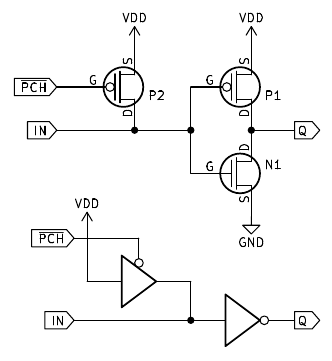 VDD VDD
S S
G G
PCH P2 P1
D D
IN Q
D
G N1
S
GND
VDD
PCH
IN Q